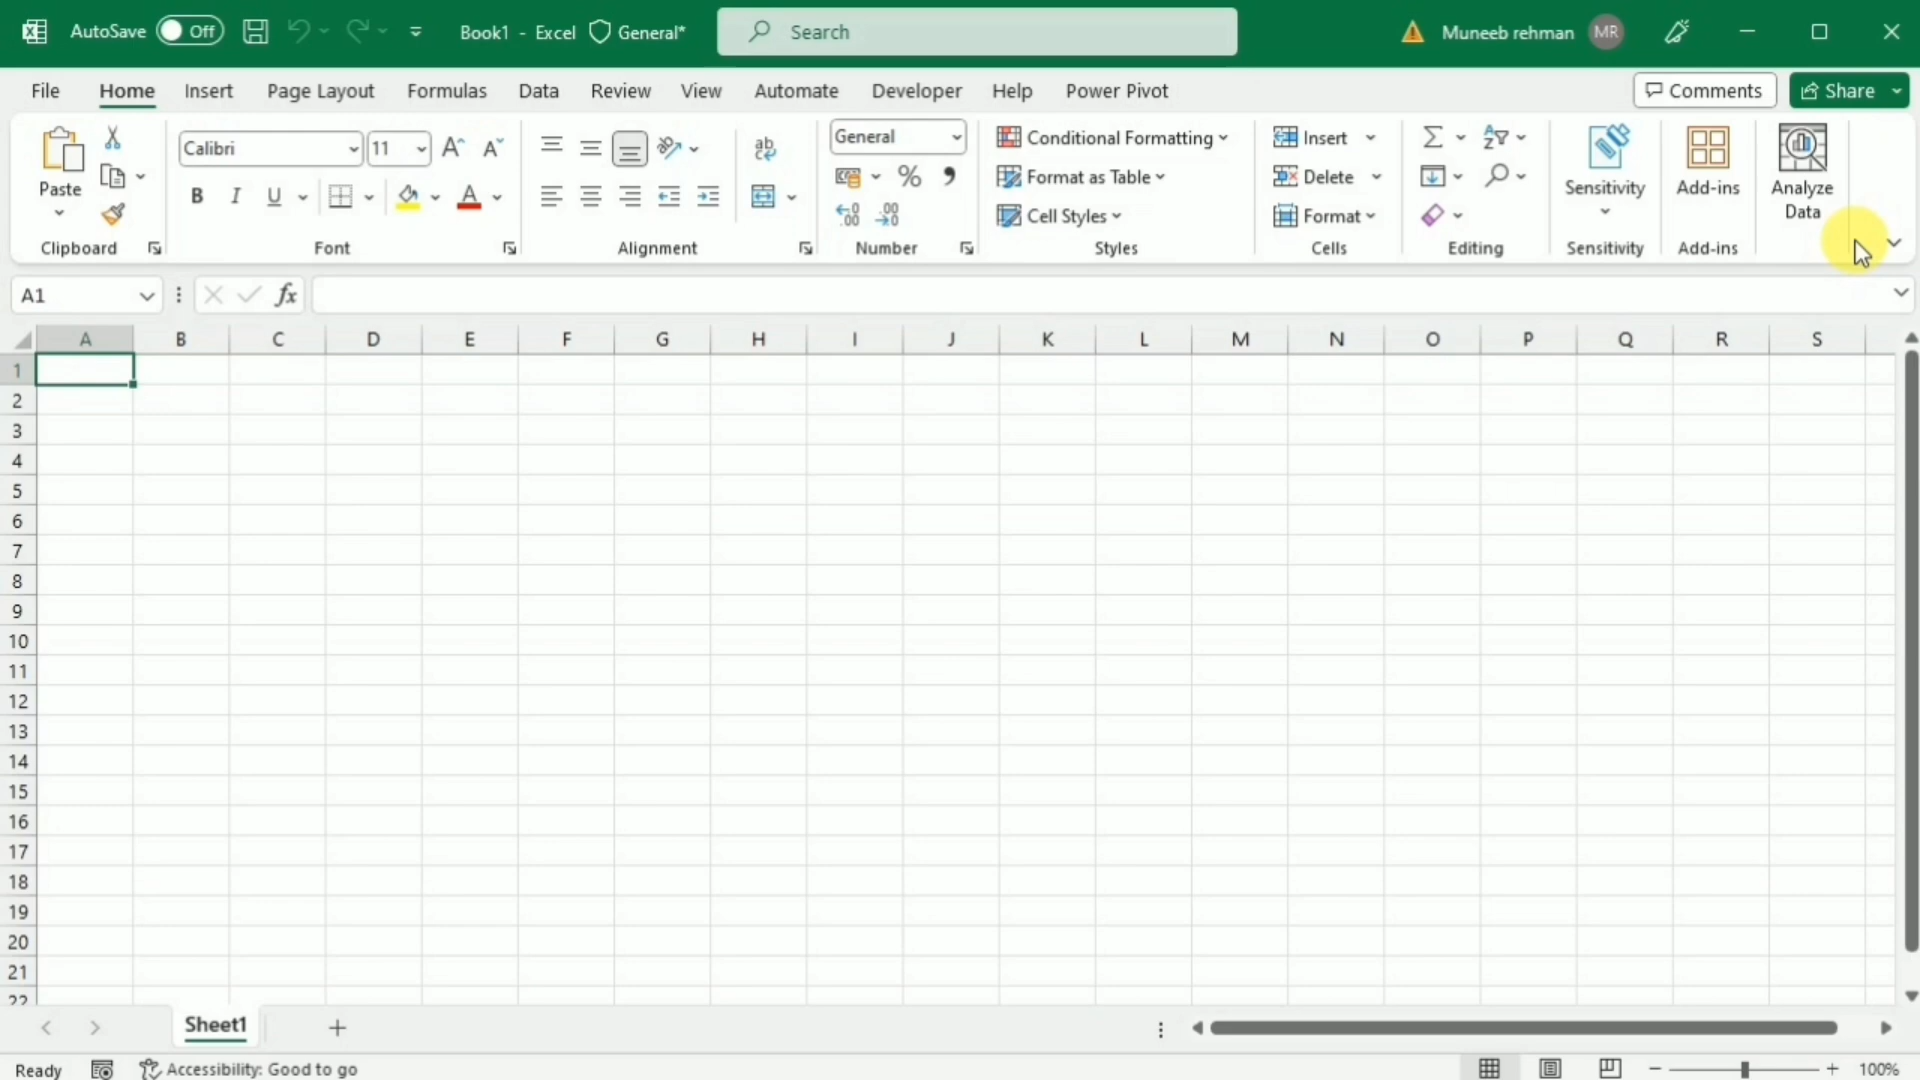 AutoSave Off Book1 - Excel General* Search Muneeb rehman MR
File Home Insert Page Layout Formulas Data Review View Automate Developer Help Power Pivot Comments Share
Calibri 11 ab General Conditional Formatting Insert
Paste B I U A % Format as Table Delete Sensitivity Add-ins Analyze Data
Cell Styles Format
Clipboard Font Alignment Number Styles Cells Editing Sensitivity Add-ins
A1 fx
A B C D E F G H I J K L M N O P Q R S
1
2
3
4
5
6
7
8
9
10
11
12
13
14
15
16
17
18
19
20
21
22
Sheet1
Ready Accessibility: Good to go 100%